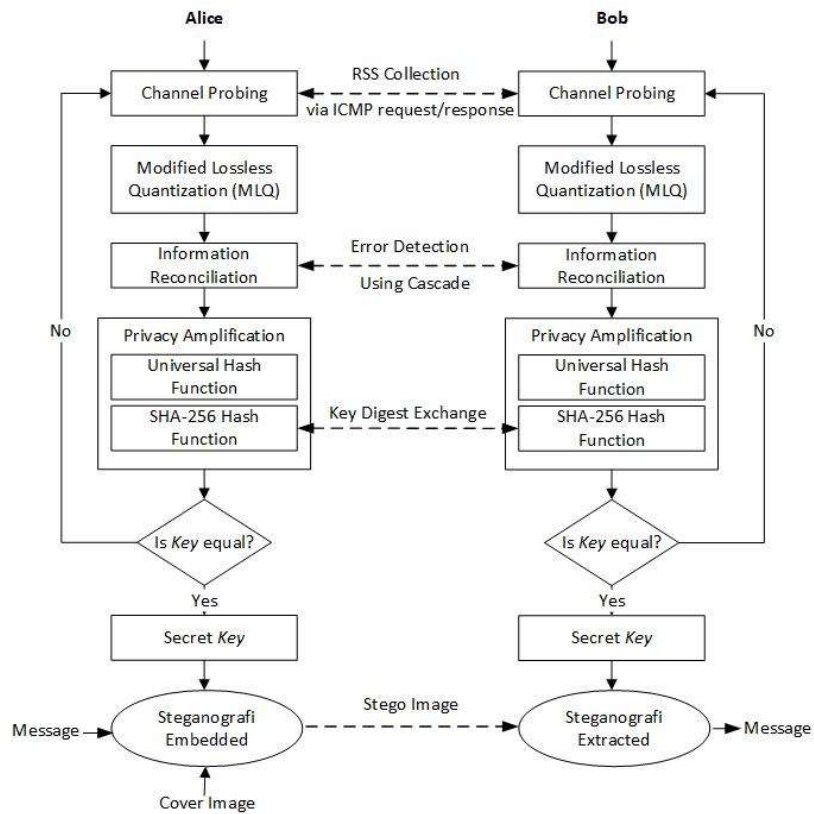 Alice
Bob
Channel Probing
RSS Collection
via ICMP request/response
Channel Probing
Modified Lossless
Quantization (MLQ)
Modified Lossless
Quantization (MLQ)
Information
Reconciliation
Error Detection
Using Cascade
Information
Reconciliation
No
Privacy Amplification
Universal Hash
Function
SHA-256 Hash
Function
Key Digest Exchange
Privacy Amplification
Universal Hash
Function
SHA-256 Hash
Function
No
Is Key equal?
Is Key equal?
Yes
Yes
Secret Key
Secret Key
Message
Steganografi
Embedded
Stego Image
Steganografi
Extracted
Message
Cover Image